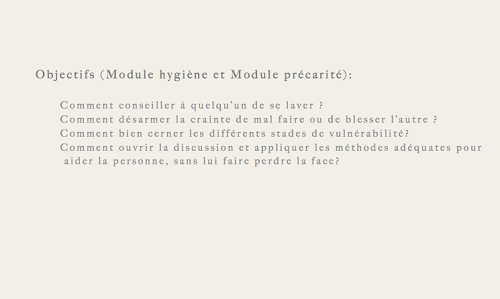 Objectifs (Module hygiène et Module précarité):
Comment conseiller à quelqu'un de se laver ?
Comment désarmer la crainte de mal faire ou de blesser l'autre ?
Comment bien cerner les différents stades de vulnérabilité?
Comment ouvrir la discussion et appliquer les méthodes adéquates pour
aider la personne, sans lui faire perdre la face?